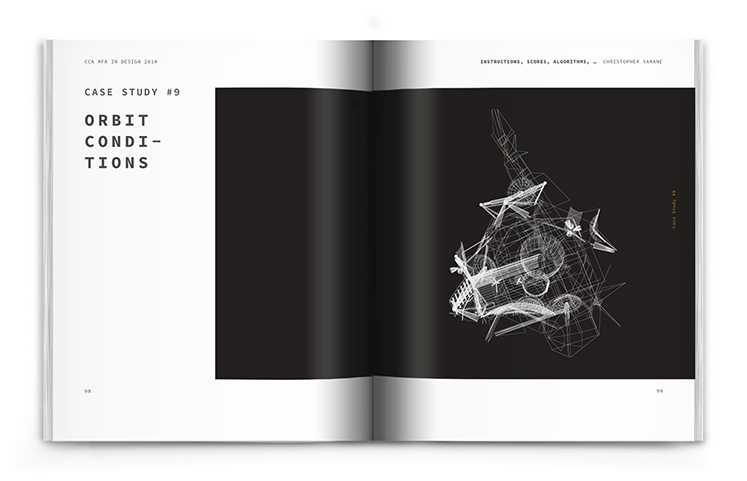 CCA MFA IN DESIGN 2014
INSTRUCTIONS, SCORES, ALGORITHMS, … CHRISTOPHER YAMANE
CASE STUDY #9
ORBIT
CONDI-
TIONS
Case Study #9
98
99